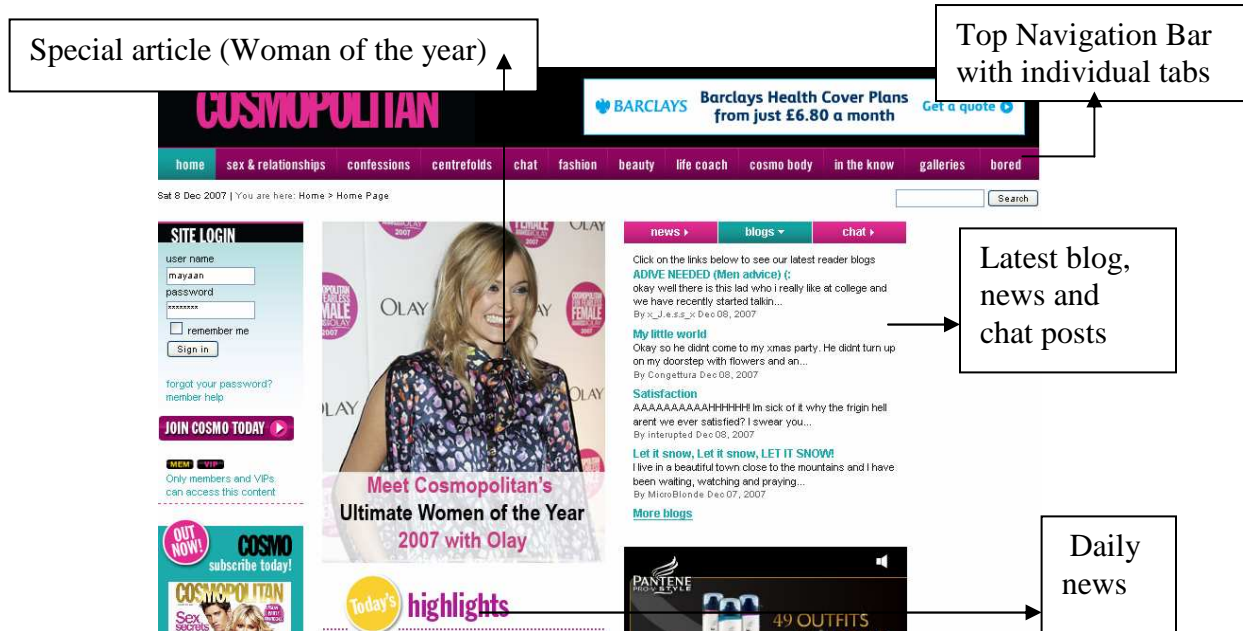 Special article (Woman of the year)
Top Navigation Bar
with individual tabs
COSMOPOLITAN
BARCLAYS
Barclays Health Cover Plans
from just £6.80 a month
Get a quote
home sex & relationships confessions centrefolds chat fashion beauty life coach cosmo body in the know galleries bored
Sat 8 Dec 2007 | You are here: Home > Home Page
Search
SITE LOGIN
user name
mayaan
password
********
remember me
Sign in
forgot your password?
member help
JOIN COSMO TODAY
MEM VIP
Only members and VIPs
can access this content
OUT
NOW!
COSMO
subscribe today!
COSMOPOLITAN
Sex
secrets
2007
FEMALE
2007
OLAY
OLAY
FEMALE
2007
OLAY
Meet Cosmopolitan's
Ultimate Women of the Year
2007 with Olay
Today's highlights
news blogs chat
Click on the links below to see our latest reader blogs
ADIVE NEEDED (Men advice) (:
okay well there is this lad who i really like at college and
we have recently started talkin...
By x_J.e.s.s_x Dec 08, 2007
My little world
Okay so he didnt come to my xmas party. He didnt turn up
on my doorstep with flowers and an...
By Congettura Dec 08, 2007
Satisfaction
AAAAAAAAAAHHHHHH! Im sick of it why the frigin hell
arent we ever satisfied? I swear you...
By interupted Dec 08, 2007
Let it snow, Let it snow, LET IT SNOW!
I live in a beautiful town close to the mountains and I have
been waiting, watching and praying...
By MicroBlonde Dec 07, 2007
More blogs
PANTENE
PRO-V STYLE
49 OUTFITS
Latest blog,
news and
chat posts
Daily
news